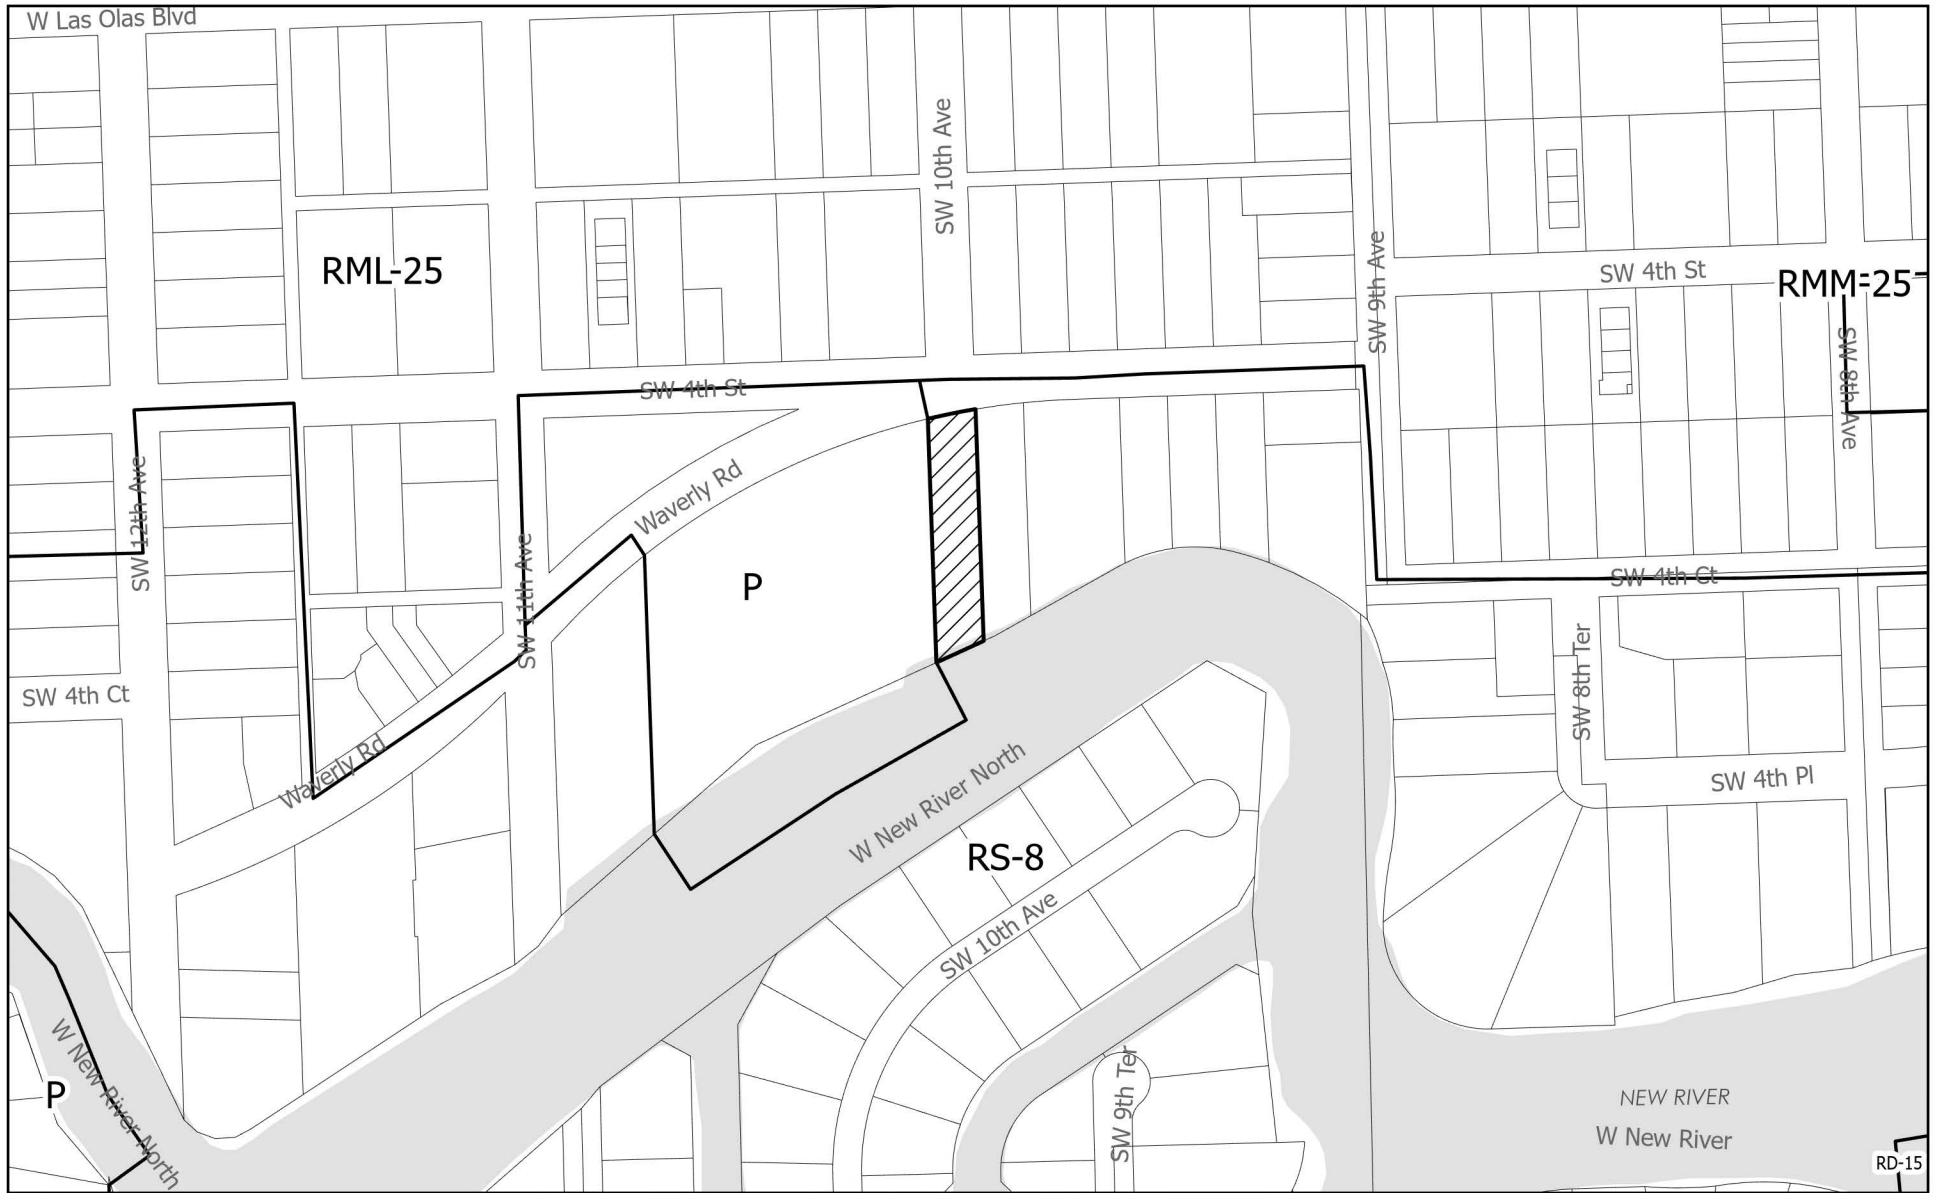 W Las Olas Blvd
SW 10th Ave
RML-25
SW 9th Ave
SW 4th St
RMM-25
SW 8th Ave
SW 4th St
SW 12th Ave
Waverly Rd
SW 11th Ave
P
SW 4th Ct
SW 4th Ct
SW 8th Ter
Waverly Rd
W New River North
SW 4th Pl
RS-8
SW 10th Ave
W New River North
P
SW 9th Ter
NEW RIVER
W New River
RD-15